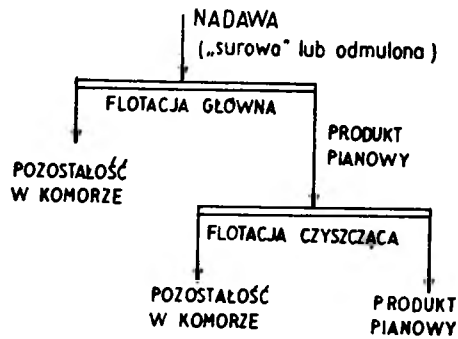 NADAWA
(„surowa" lub odmulona)
FLOTACJA GŁÓWNA
PRODUKT
PIANOWY
POZOSTAŁOŚĆ
W KOMORZE
FLOTACJA CZYSZCZĄCA
POZOSTAŁOŚĆ
W KOMORZE
PRODUKT
PIANOWY